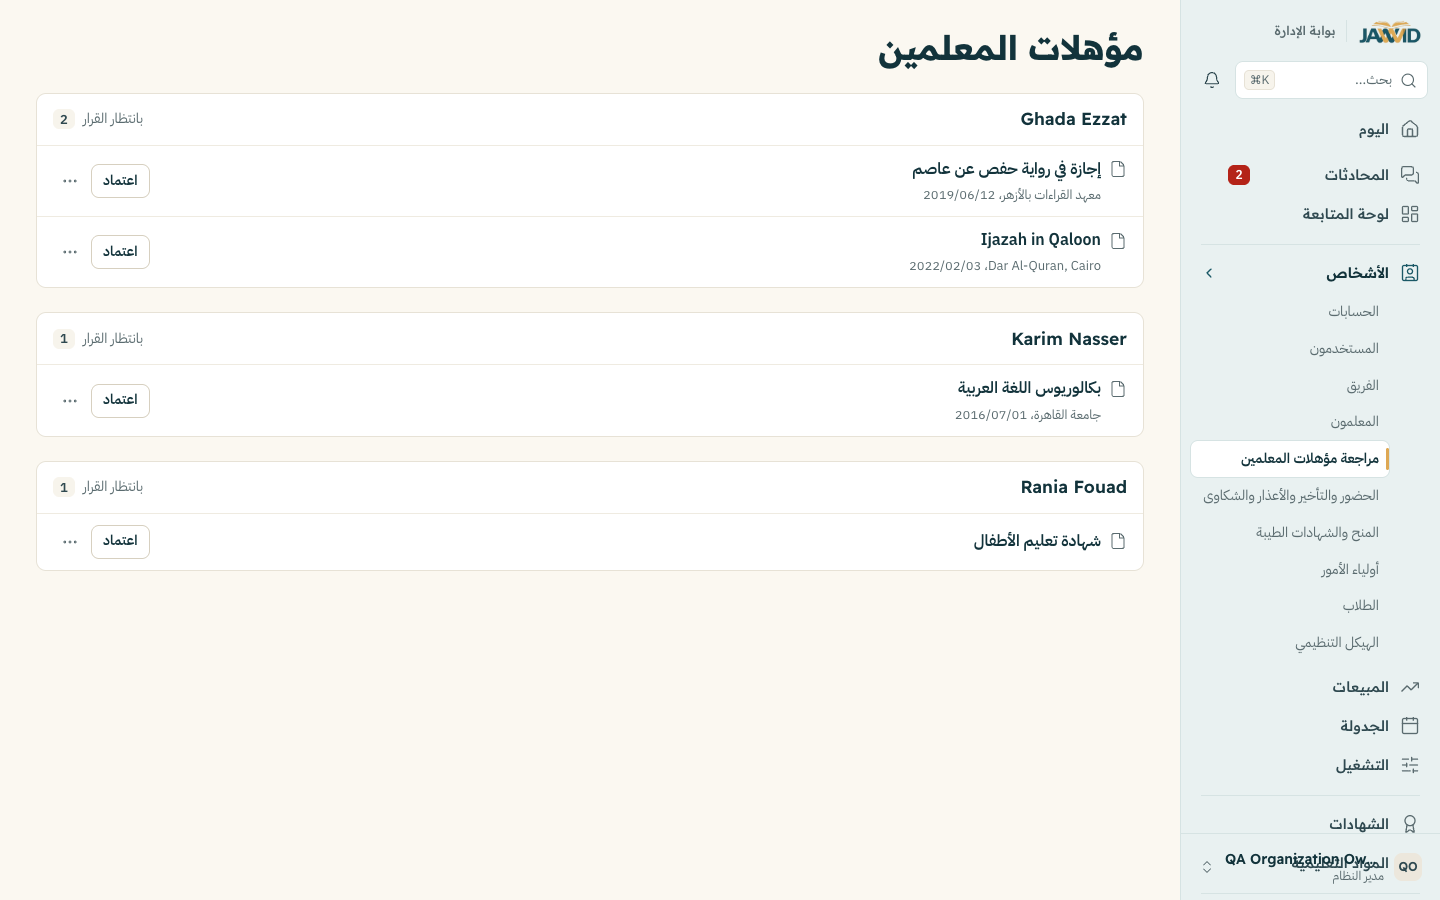 JAWWID
بوابة الإدارة
بحث...
⌘K
اليوم
المحادثات
2
لوحة المتابعة
الأشخاص
الحسابات
المستخدمون
الفريق
المعلمون
مراجعة مؤهلات المعلمين
الحضور والتأخير والأعذار والشكاوى
المنح والشهادات الطيبة
أولياء الأمور
الطلاب
الهيكل التنظيمي
المبيعات
الجدولة
التشغيل
الشهادات
المواد التعليمية
QO
QA Organization Ow...
مدير النظام
مؤهلات المعلمين
Ghada Ezzat
بانتظار القرار 2
إجازة في رواية حفص عن عاصم
معهد القراءات بالأزهر، 2019/06/12
اعتماد
Ijazah in Qaloon
Dar Al-Quran, Cairo، 2022/02/03
اعتماد
Karim Nasser
بانتظار القرار 1
بكالوريوس اللغة العربية
جامعة القاهرة، 2016/07/01
اعتماد
Rania Fouad
بانتظار القرار 1
شهادة تعليم الأطفال
اعتماد